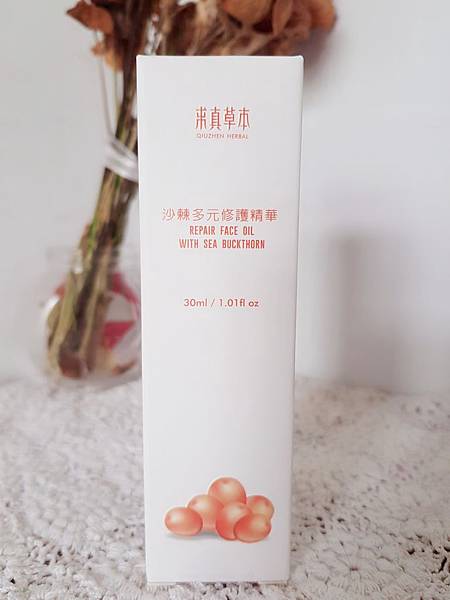 求真草本
QIUZHEN HERBAL
沙棘多元修護精華
REPAIR FACE OIL
WITH SEA BUCKTHORN
30ml / 1.01fl oz